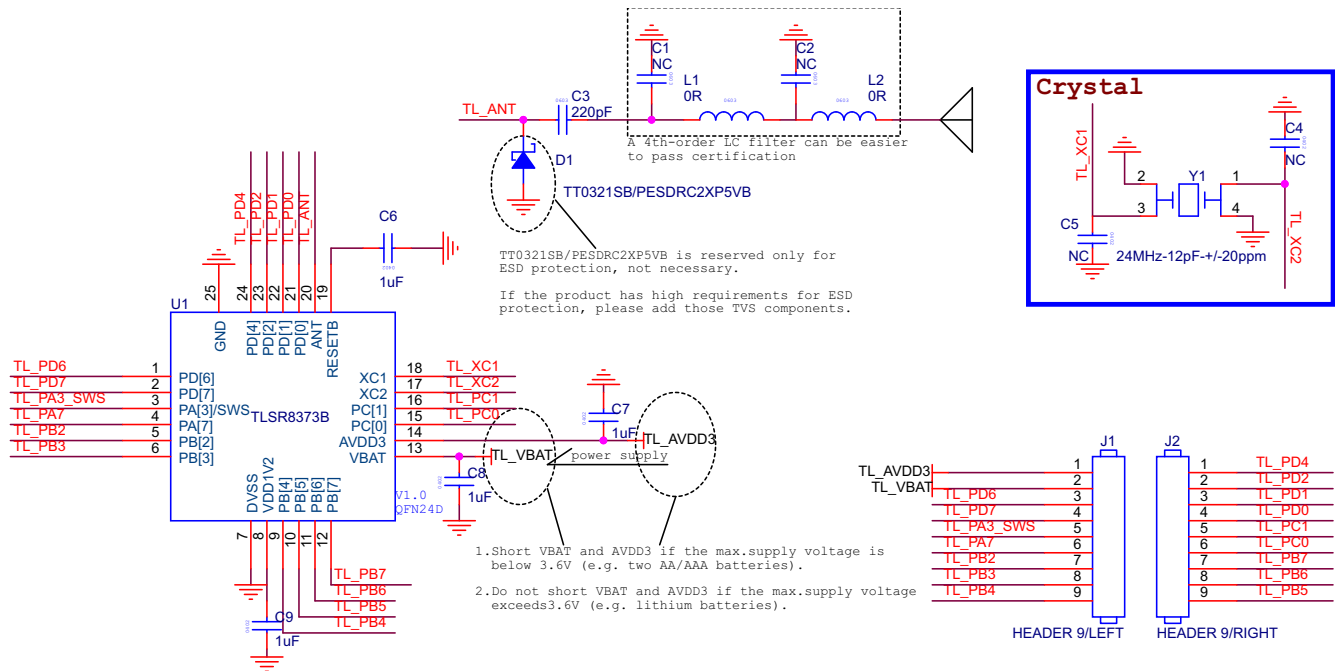 C1
NC
C2
NC
L1
0R
L2
0R
0603
0603
0603
0603
0603
TL_ANT
C3
220pF
A 4th-order LC filter can be easier
to pass certification
D1
TT0321SB/PESDRC2XP5VB
TT0321SB/PESDRC2XP5VB is reserved only for
ESD protection, not necessary.
If the product has high requirements for ESD
protection, please add those TVS components.
Crystal
TL_XC1
C4
0402
NC
2
Y1
1
3
4
C5
0402
NC
24MHz-12pF-+/-20ppm
TL_XC2
TL_PD4
TL_PD2
TL_PD1
TL_PD0
TL_ANT
C6
0402
1uF
U1
25
24
23
22
21
20
19
GND
PD[4]
PD[2]
PD[1]
PD[0]
ANT
RESETB
TL_PD6
1
PD[6]
TL_PD7
2
PD[7]
TL_PA3_SWS
3
PA[3]/SWS
TL_PA7
4
PA[7]
TL_PB2
5
PB[2]
TL_PB3
6
PB[3]
TLSR8373B
XC1
18
TL_XC1
XC2
17
TL_XC2
PC[1]
16
TL_PC1
PC[0]
15
TL_PC0
AVDD3
14
VBAT
13
DVSS
VDD1V2
PB[4]
PB[5]
PB[6]
PB[7]
V1.0
QFN24D
7
8
9
10
11
12
TL_PB7
TL_PB6
TL_PB5
TL_PB4
C9
0402
1uF
C7
0402
1uF
TL_AVDD3
TL_VBAT
power supply
C8
0402
1uF
1.Short VBAT and AVDD3 if the max.supply voltage is
below 3.6V (e.g. two AA/AAA batteries).
2.Do not short VBAT and AVDD3 if the max.supply voltage
exceeds3.6V (e.g. lithium batteries).
J1
TL_AVDD3
1
TL_VBAT
2
TL_PD6
3
TL_PD7
4
TL_PA3_SWS
5
TL_PA7
6
TL_PB2
7
TL_PB3
8
TL_PB4
9
HEADER 9/LEFT
J2
1
TL_PD4
2
TL_PD2
3
TL_PD1
4
TL_PD0
5
TL_PC1
6
TL_PC0
7
TL_PB7
8
TL_PB6
9
TL_PB5
HEADER 9/RIGHT